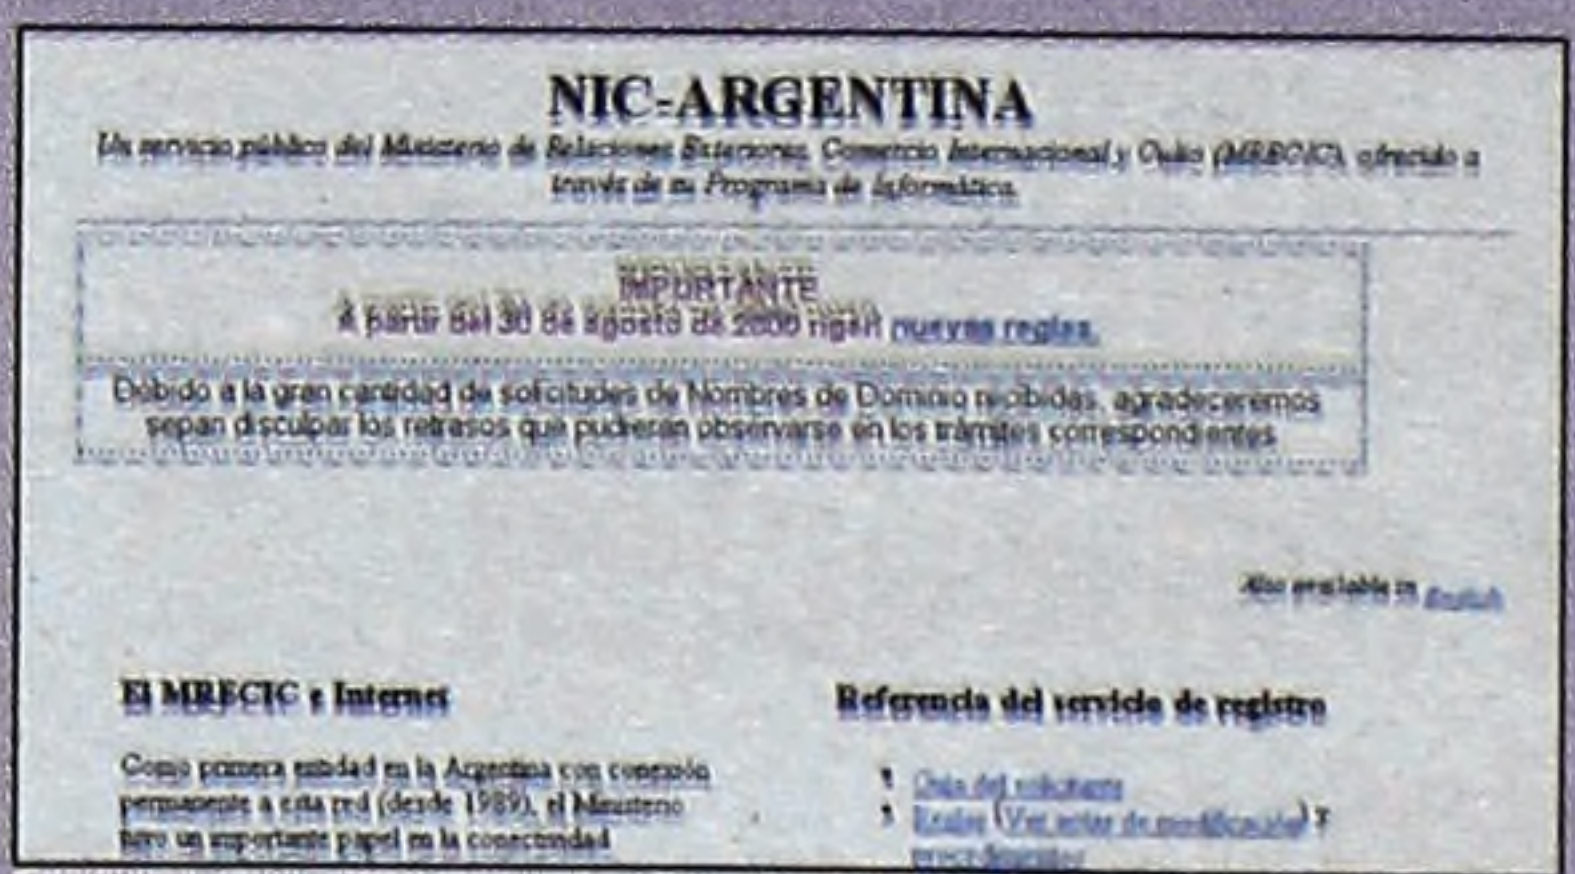 NIC-ARGENTINA
Un servicio público del Ministerio de Relaciones Exteriores, Comercio Internacional y Culto (MRECIC), ofrecido a
través de su Programa de Informática.
IMPORTANTE
A partir del 30 de agosto de 2000 rigen nuevas reglas.
Debido a la gran cantidad de solicitudes de Nombres de Dominio recibidas, agradeceremos
sepan disculpar los retrasos que pudieran observarse en los trámites correspondientes
Also available in English
El MRECIC e Internet
Como primera entidad en la Argentina con conexión
permanente a esta red (desde 1989), el Ministerio
tuvo un importante papel en la conectividad
Referencia del servicio de registro
Guía del solicitante
Reglas (Ver antes de modificación) y
procedimientos